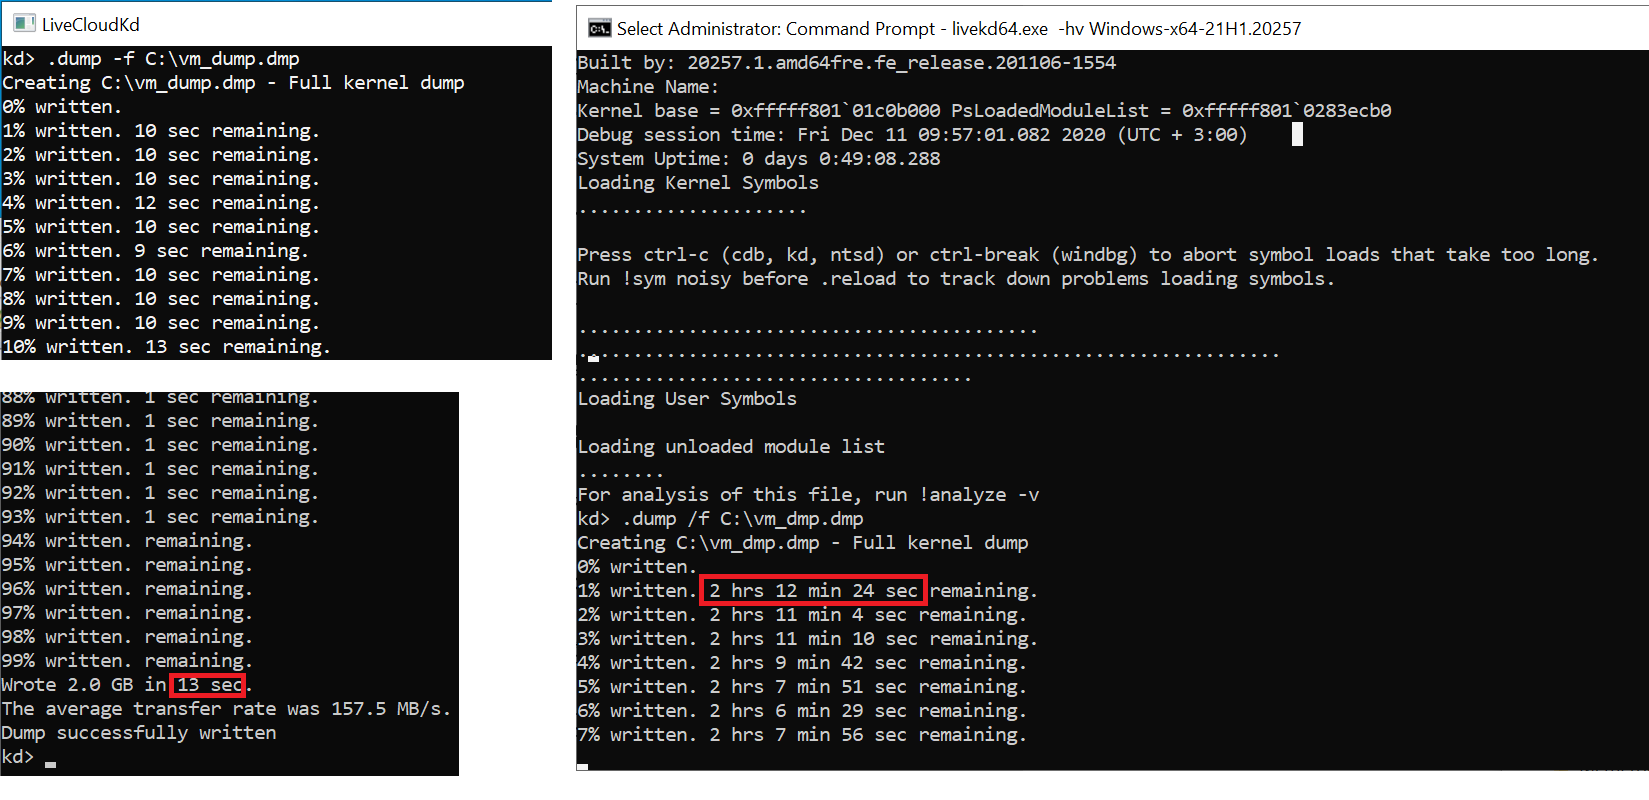 LiveCloudKd
kd> .dump -f C:\vm_dump.dmp
Creating C:\vm_dump.dmp - Full kernel dump
0% written.
1% written. 10 sec remaining.
2% written. 10 sec remaining.
3% written. 10 sec remaining.
4% written. 12 sec remaining.
5% written. 10 sec remaining.
6% written. 9 sec remaining.
7% written. 10 sec remaining.
8% written. 10 sec remaining.
9% written. 10 sec remaining.
10% written. 13 sec remaining.
88% written. 1 sec remaining.
89% written. 1 sec remaining.
90% written. 1 sec remaining.
91% written. 1 sec remaining.
92% written. 1 sec remaining.
93% written. 1 sec remaining.
94% written. remaining.
95% written. remaining.
96% written. remaining.
97% written. remaining.
98% written. remaining.
99% written. remaining.
Wrote 2.0 GB in 13 sec.
The average transfer rate was 157.5 MB/s.
Dump successfully written
kd>
Select Administrator: Command Prompt - livekd64.exe -hv Windows-x64-21H1.20257
Built by: 20257.1.amd64fre.fe_release.201106-1554
Machine Name:
Kernel base = 0xfffff801`01c0b000 PsLoadedModuleList = 0xfffff801`0283ecb0
Debug session time: Fri Dec 11 09:57:01.082 2020 (UTC + 3:00)
System Uptime: 0 days 0:49:08.288
Loading Kernel Symbols
.....................
Press ctrl-c (cdb, kd, ntsd) or ctrl-break (windbg) to abort symbol loads that take too long.
Run !sym noisy before .reload to track down problems loading symbols.
..........................................
................................................................
....................................
Loading User Symbols
Loading unloaded module list
........
For analysis of this file, run !analyze -v
kd> .dump /f C:\vm_dmp.dmp
Creating C:\vm_dmp.dmp - Full kernel dump
0% written.
1% written. 2 hrs 12 min 24 sec remaining.
2% written. 2 hrs 11 min 4 sec remaining.
3% written. 2 hrs 11 min 10 sec remaining.
4% written. 2 hrs 9 min 42 sec remaining.
5% written. 2 hrs 7 min 51 sec remaining.
6% written. 2 hrs 6 min 29 sec remaining.
7% written. 2 hrs 7 min 56 sec remaining.